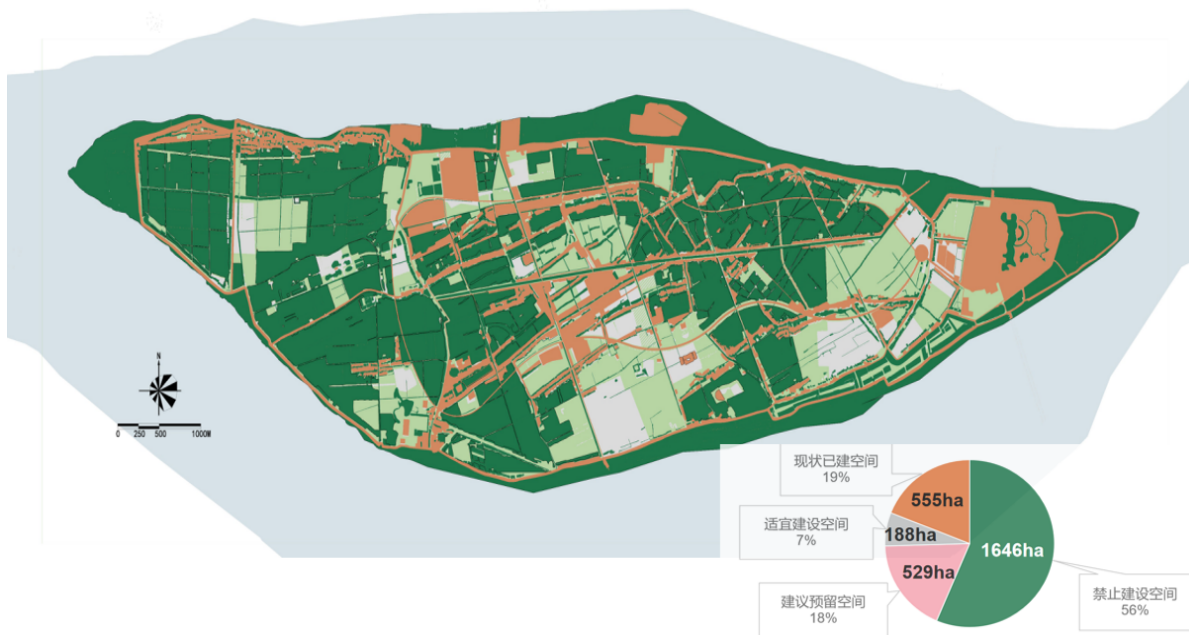 N
0 250 500 1000M
现状已建空间
19%
555ha
适宜建设空间
7%
188ha
1646ha
529ha
建议预留空间
18%
禁止建设空间
56%